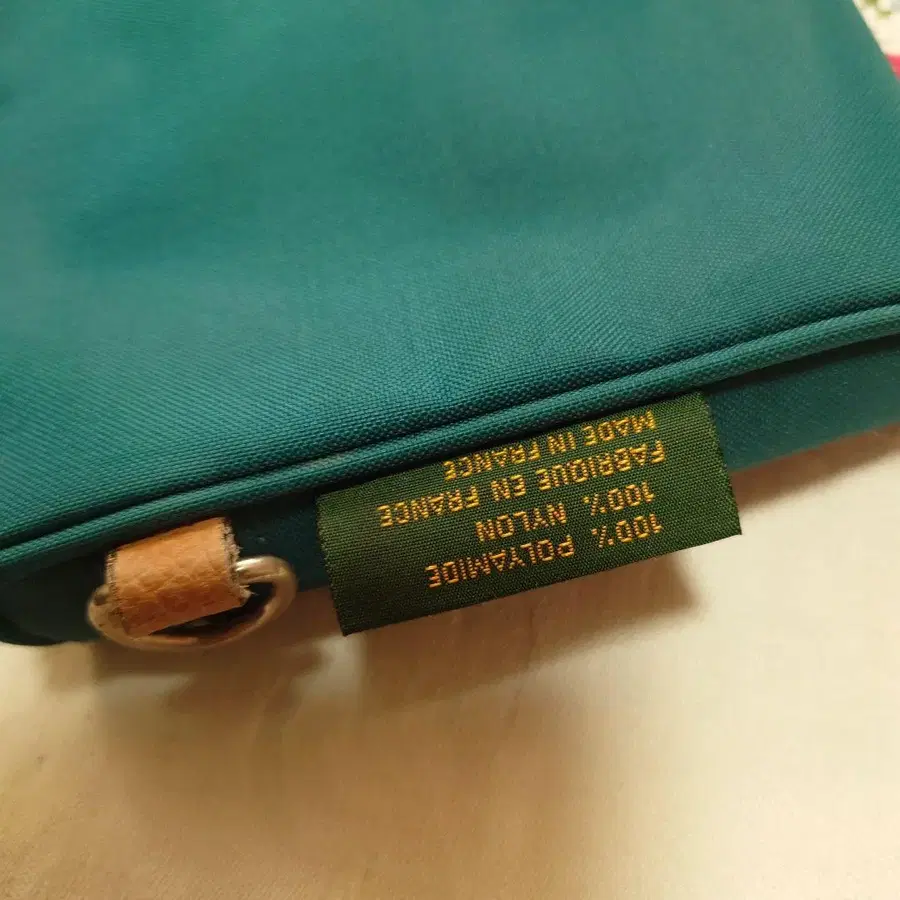 100% POLYAMIDE
100% NYLON
FABRIQUE EN FRANCE
MADE IN FRANCE